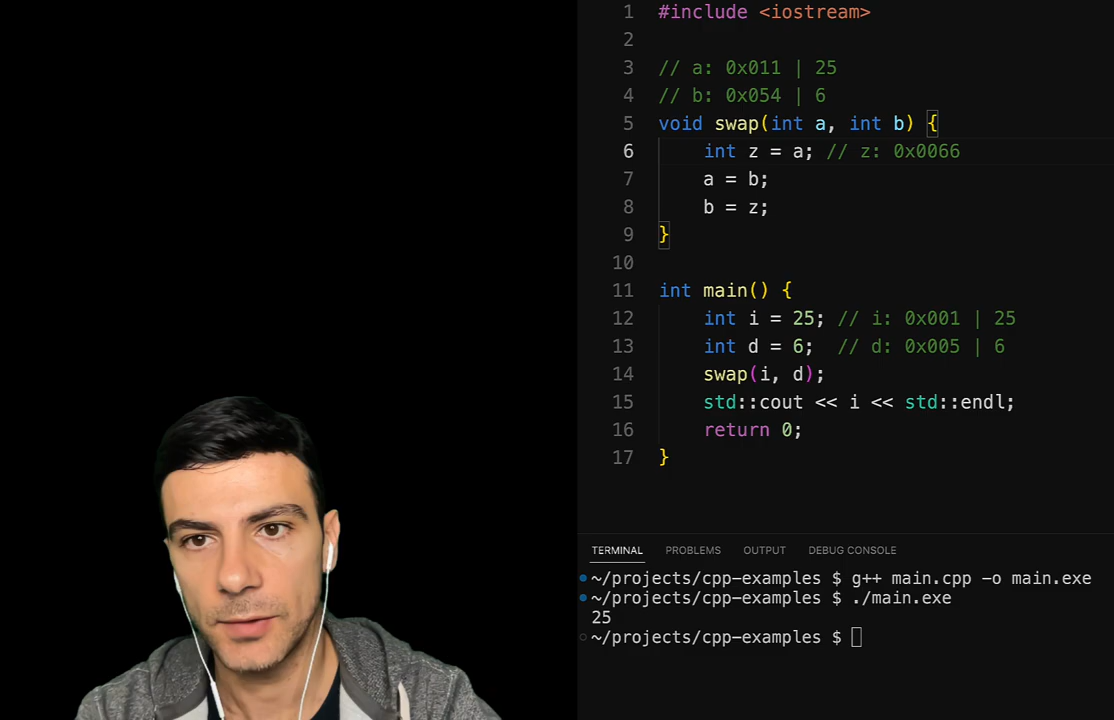 1 #include <iostream>
2
3 // a: 0x011 | 25
4 // b: 0x054 | 6
5 void swap(int a, int b) {
6 int z = a; // z: 0x0066
7 a = b;
8 b = z;
9 }
10
11 int main() {
12 int i = 25; // i: 0x001 | 25
13 int d = 6; // d: 0x005 | 6
14 swap(i, d);
15 std::cout << i << std::endl;
16 return 0;
17 }
TERMINAL PROBLEMS OUTPUT DEBUG CONSOLE
~/projects/cpp-examples $ g++ main.cpp -o main.exe
~/projects/cpp-examples $ ./main.exe
25
~/projects/cpp-examples $